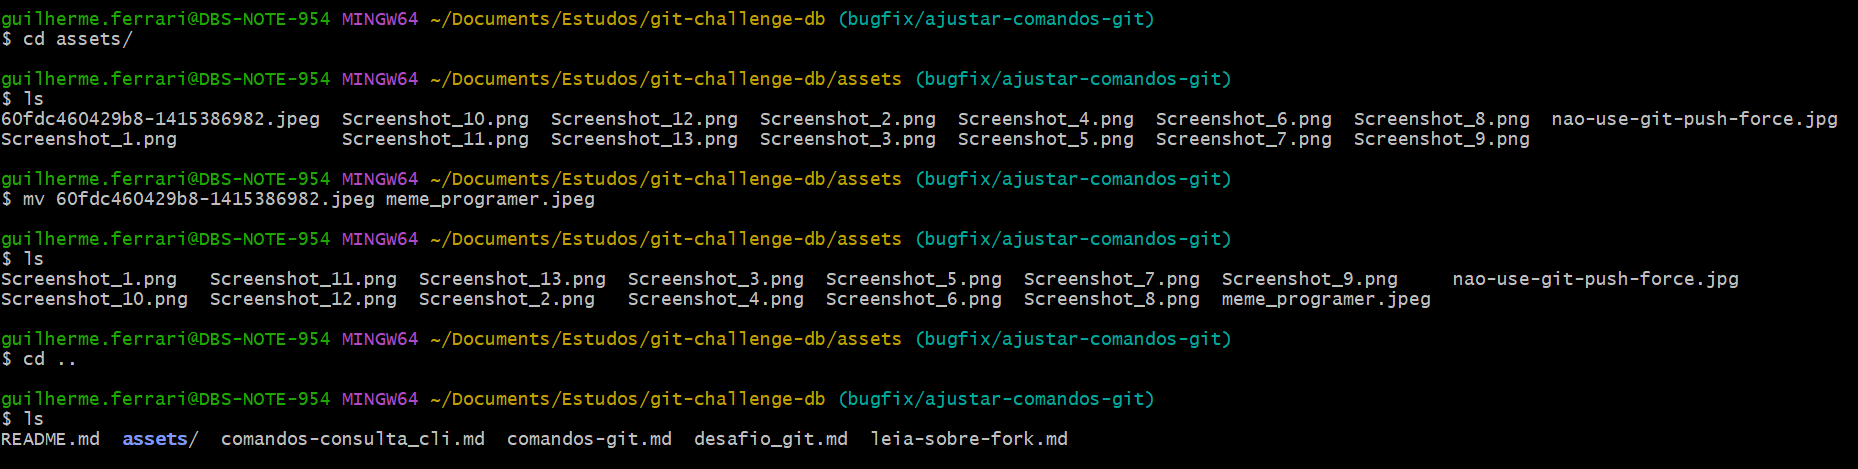 guilherme.ferrari@DBS-NOTE-954 MINGW64 ~/Documents/Estudos/git-challenge-db (bugfix/ajustar-comandos-git)
$ cd assets/
guilherme.ferrari@DBS-NOTE-954 MINGW64 ~/Documents/Estudos/git-challenge-db/assets (bugfix/ajustar-comandos-git)
$ ls
60fdc460429b8-1415386982.jpeg  Screenshot_10.png  Screenshot_12.png  Screenshot_2.png  Screenshot_4.png  Screenshot_6.png  Screenshot_8.png  nao-use-git-push-force.jpg
Screenshot_1.png               Screenshot_11.png  Screenshot_13.png  Screenshot_3.png  Screenshot_5.png  Screenshot_7.png  Screenshot_9.png
guilherme.ferrari@DBS-NOTE-954 MINGW64 ~/Documents/Estudos/git-challenge-db/assets (bugfix/ajustar-comandos-git)
$ mv 60fdc460429b8-1415386982.jpeg meme_programer.jpeg
guilherme.ferrari@DBS-NOTE-954 MINGW64 ~/Documents/Estudos/git-challenge-db/assets (bugfix/ajustar-comandos-git)
$ ls
Screenshot_1.png   Screenshot_11.png  Screenshot_13.png  Screenshot_3.png  Screenshot_5.png  Screenshot_7.png  Screenshot_9.png     nao-use-git-push-force.jpg
Screenshot_10.png  Screenshot_12.png  Screenshot_2.png   Screenshot_4.png  Screenshot_6.png  Screenshot_8.png  meme_programer.jpeg
guilherme.ferrari@DBS-NOTE-954 MINGW64 ~/Documents/Estudos/git-challenge-db/assets (bugfix/ajustar-comandos-git)
$ cd ..
guilherme.ferrari@DBS-NOTE-954 MINGW64 ~/Documents/Estudos/git-challenge-db (bugfix/ajustar-comandos-git)
$ ls
README.md  assets/  comandos-consulta_cli.md  comandos-git.md  desafio_git.md  leia-sobre-fork.md